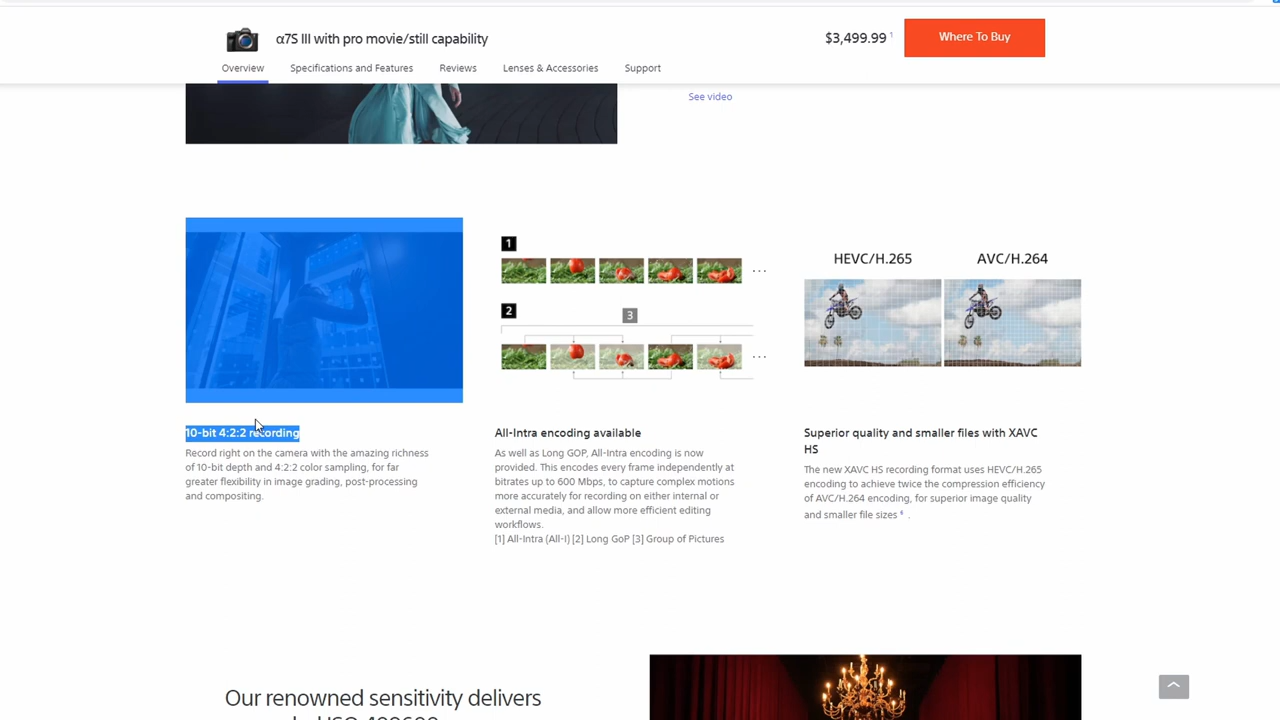 α7S III with pro movie/still capability
$3,499.99 1
Where To Buy
Overview
Specifications and Features
Reviews
Lenses & Accessories
Support
See video
1
2
3
HEVC/H.265
AVC/H.264
10-bit 4:2:2 recording
Record right on the camera with the amazing richness
of 10-bit depth and 4:2:2 color sampling, for far
greater flexibility in image grading, post-processing
and compositing.
All-Intra encoding available
As well as Long GOP, All-Intra encoding is now
provided. This encodes every frame independently at
bitrates up to 600 Mbps, to capture complex motions
more accurately for recording on either internal or
external media, and allow more efficient editing
workflows.
[1] All-Intra (All-I) [2] Long GoP [3] Group of Pictures
Superior quality and smaller files with XAVC
HS
The new XAVC HS recording format uses HEVC/H.265
encoding to achieve twice the compression efficiency
of AVC/H.264 encoding, for superior image quality
and smaller file sizes 6 .
Our renowned sensitivity delivers